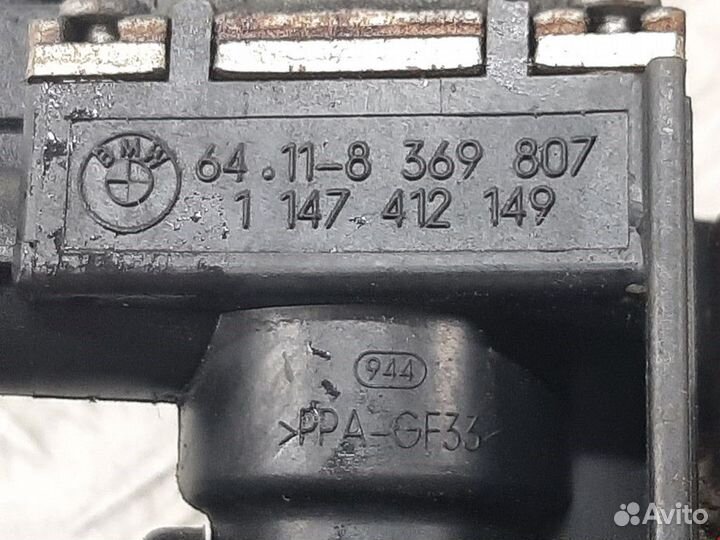 BMW
64.11-8 369 807
1 147 412 149
944
>PPA-GF33<
Avito